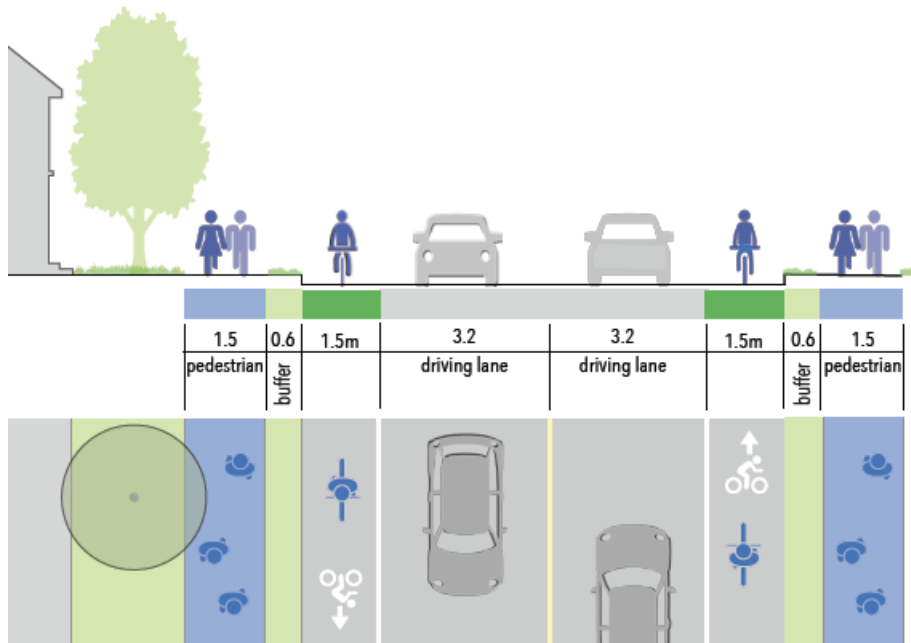 1.5 0.6 1.5m 3.2 3.2 1.5m 0.6 1.5
pedestrian buffer driving lane driving lane buffer pedestrian